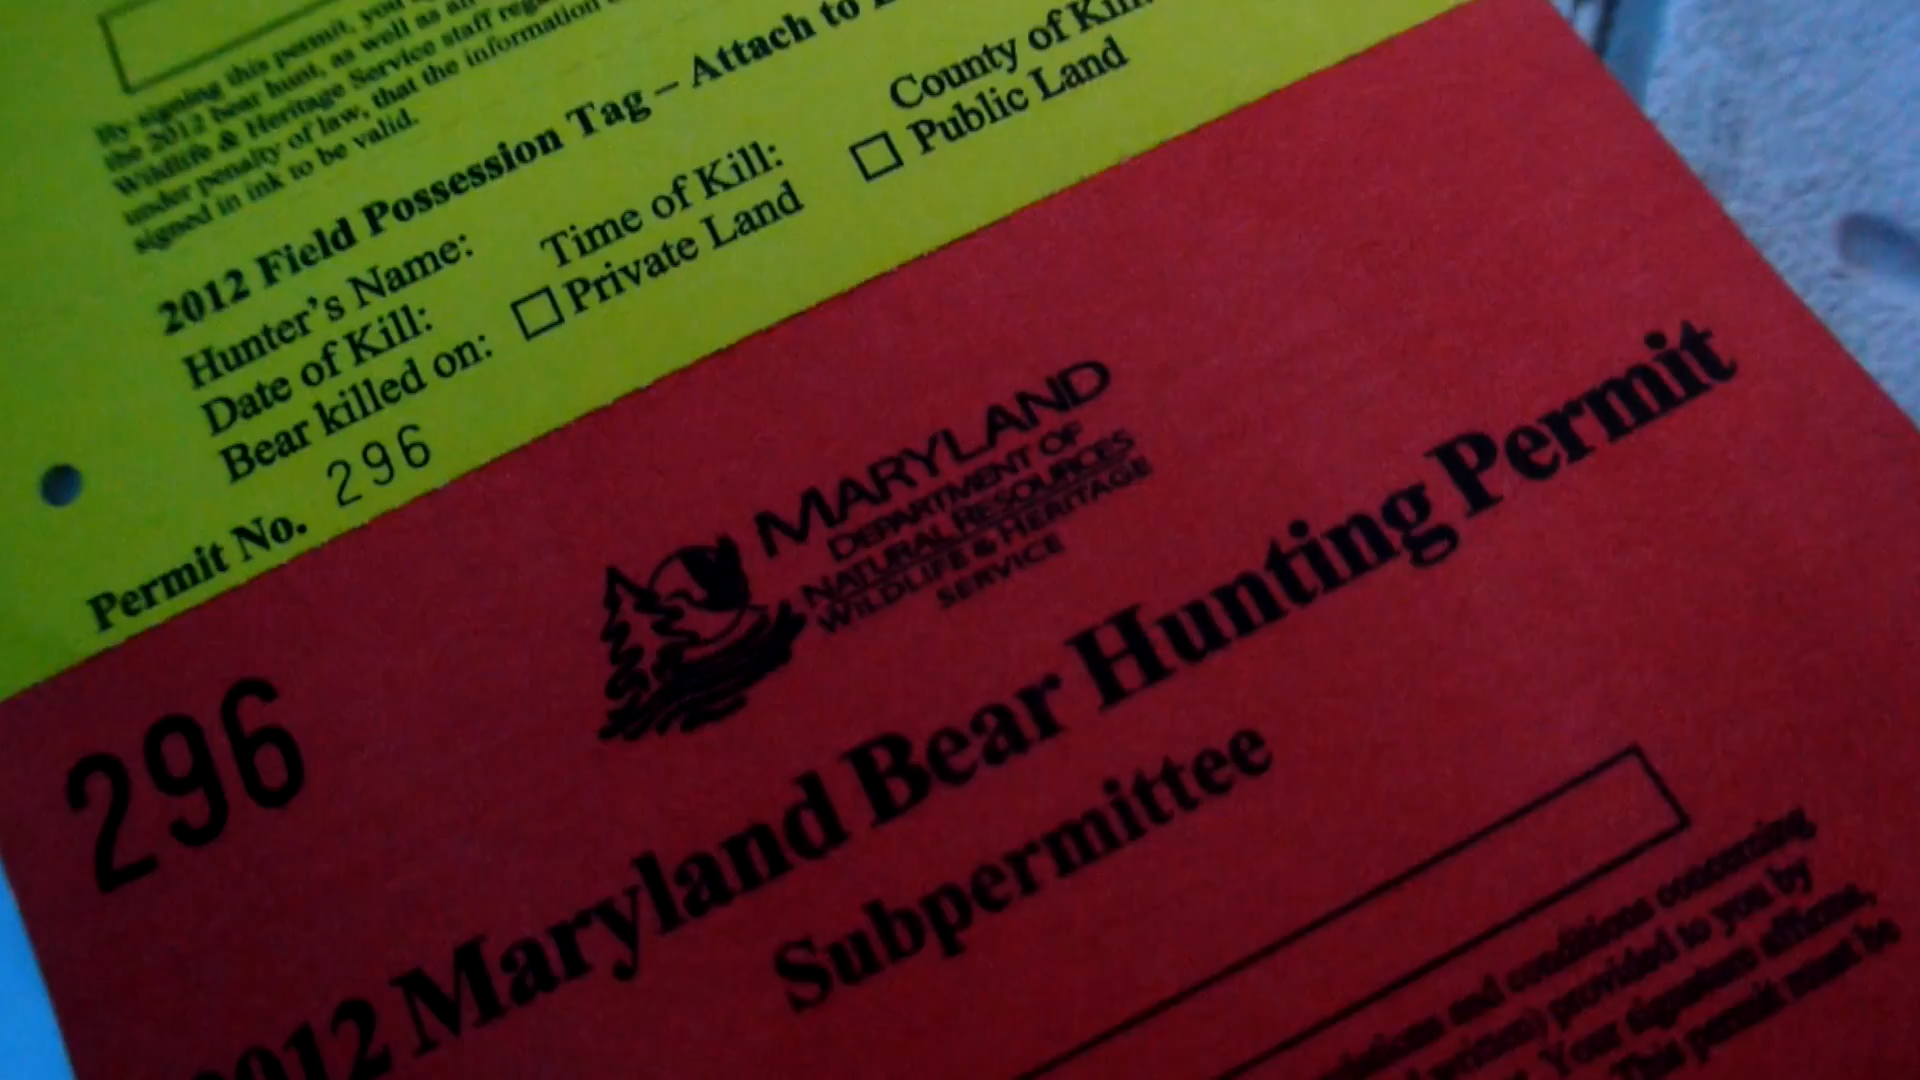 By signing this permit, you
the 2012 bear hunt, as well as an
Wildlife & Heritage Service staff
under penalty of law, that the information
signed in ink to be valid.
2012 Field Possession Tag – Attach to
Hunter's Name:
Date of Kill: Time of Kill: County of Kill:
Bear killed on: Private Land Public Land
Permit No. 296
MARYLAND
DEPARTMENT OF
NATURAL RESOURCES
WILDLIFE & HERITAGE
SERVICE
296
2012 Maryland Bear Hunting Permit
Subpermittee
and conditions concerning
written) provided to you by
Your signature affirms,
This permit must be